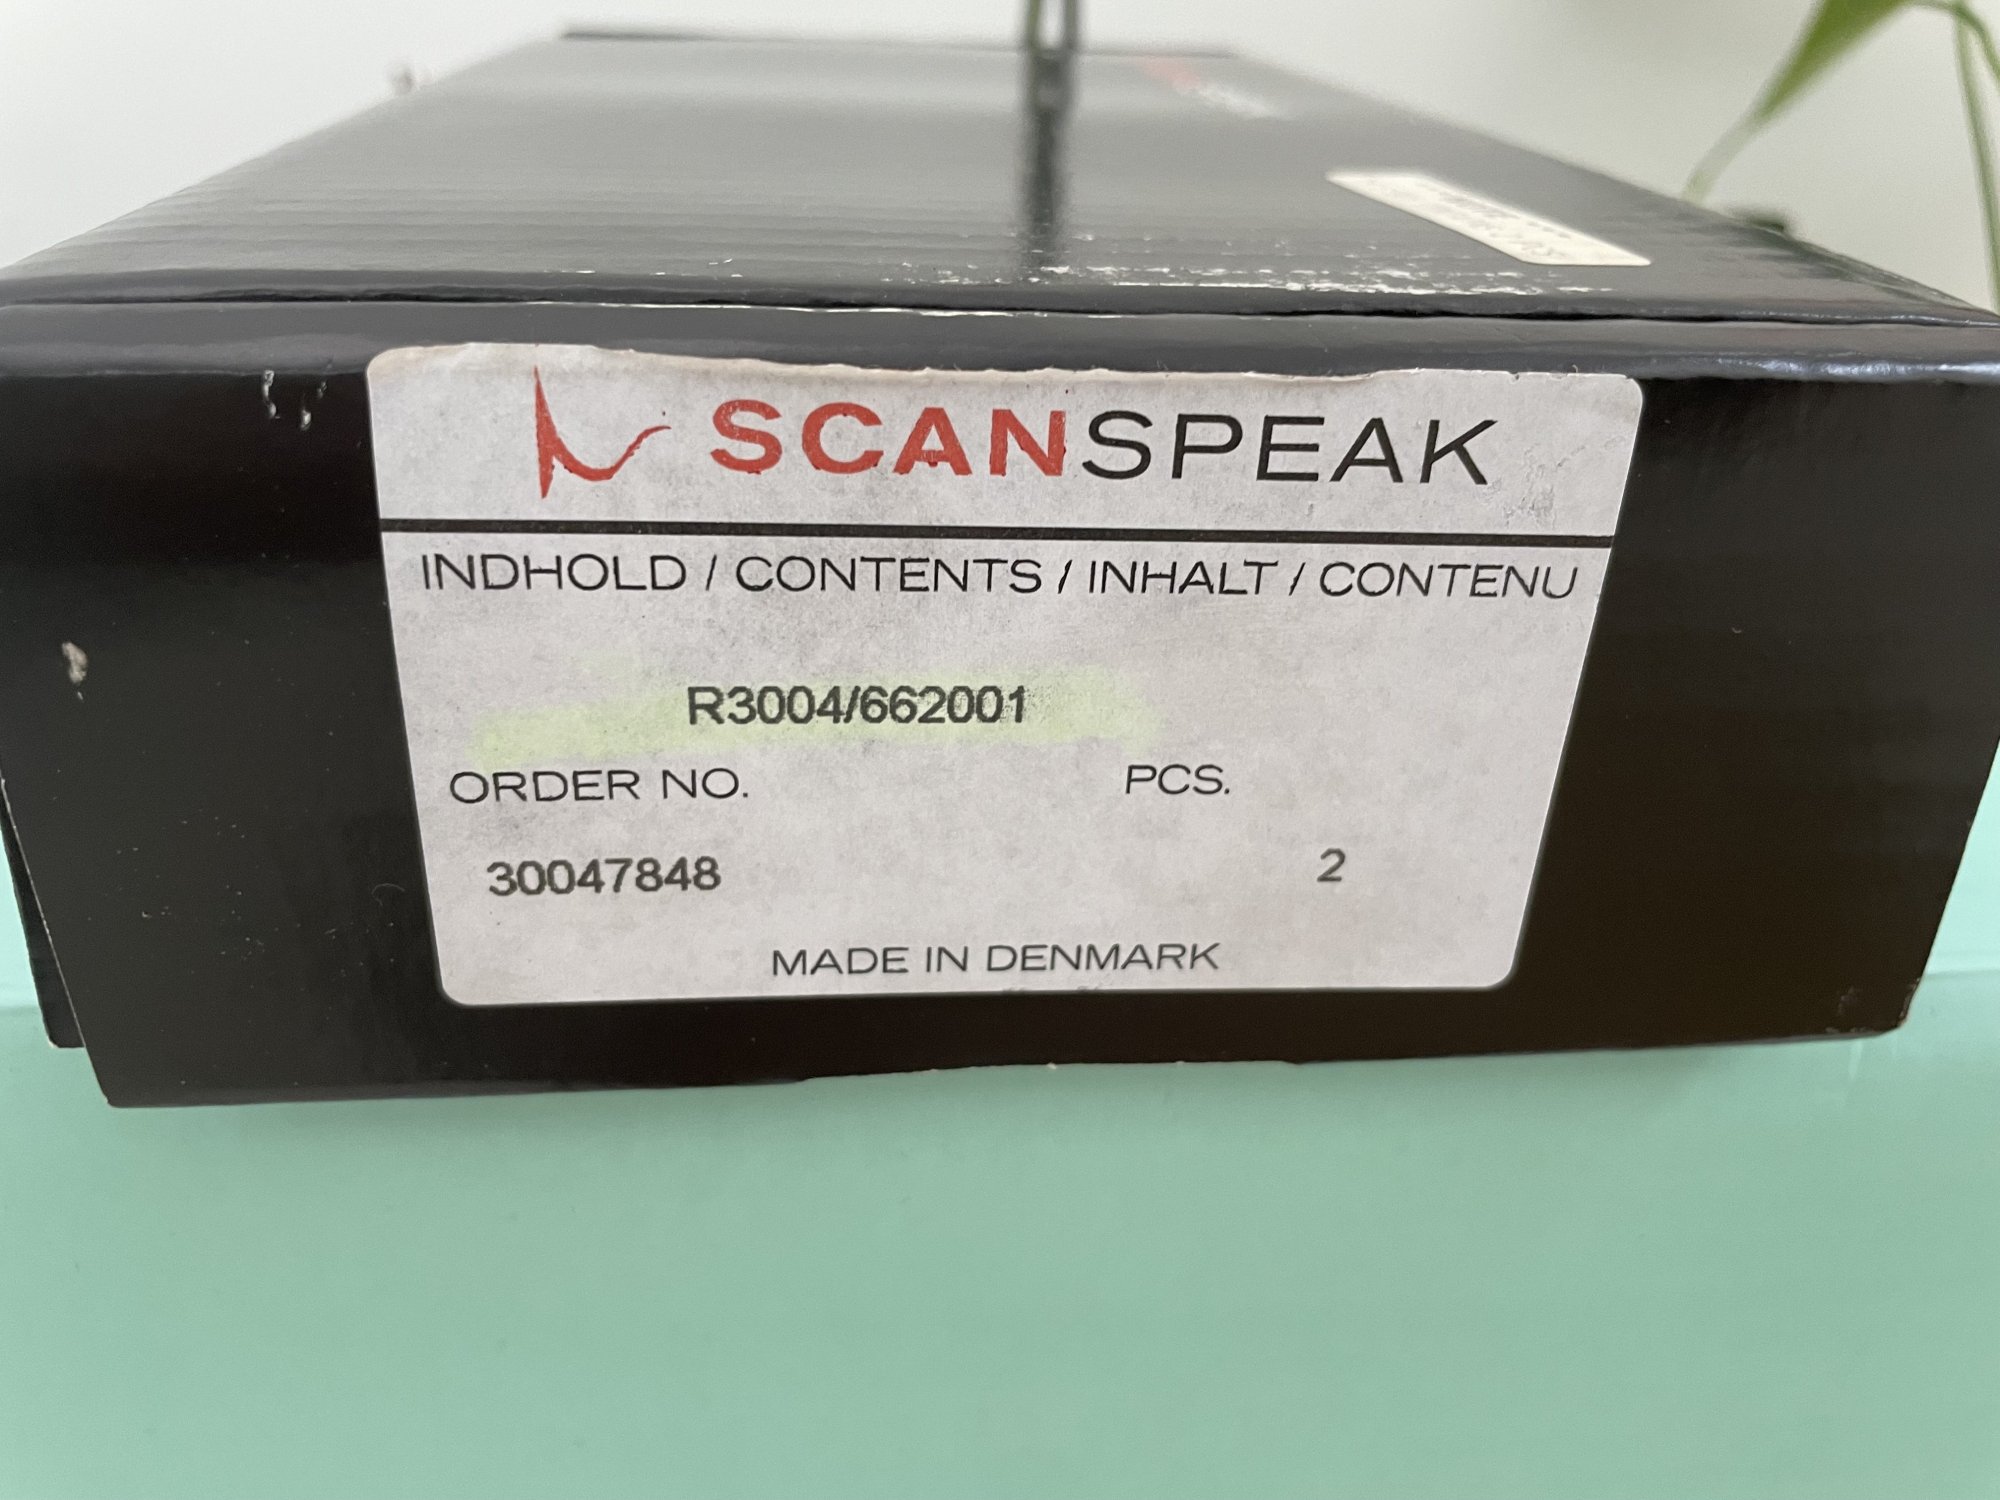 SCANSPEAK
INDHOLD / CONTENTS / INHALT / CONTENU
R3004/662001
ORDER NO. PCS.
30047848 2
MADE IN DENMARK